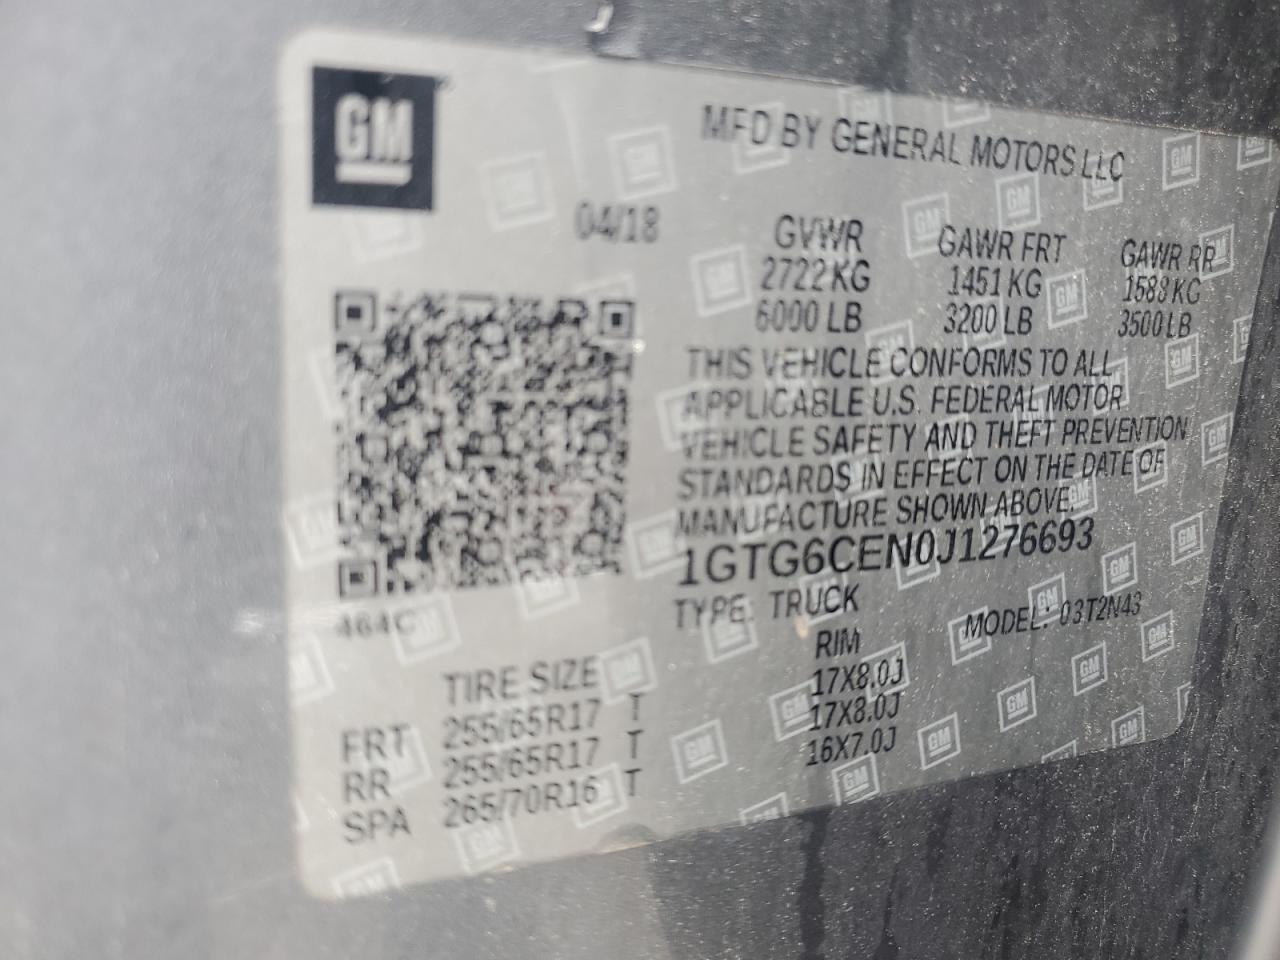 GM
MFD BY GENERAL MOTORS LLC
04/18
GVWR GAWR FRT GAWR RR
2722 KG 1451 KG 1588 KG
6000 LB 3200 LB 3500 LB
THIS VEHICLE CONFORMS TO ALL
APPLICABLE U.S. FEDERAL MOTOR
VEHICLE SAFETY AND THEFT PREVENTION
STANDARDS IN EFFECT ON THE DATE OF
MANUFACTURE SHOWN ABOVE.
1GTG6CEN0J1276693
TYPE: TRUCK MODEL: 03T2N43
464C
TIRE SIZE RIM
FRT 255/65R17 T 17X8.0J
RR 255/65R17 T 17X8.0J
SPA 265/70R16 T 16X7.0J